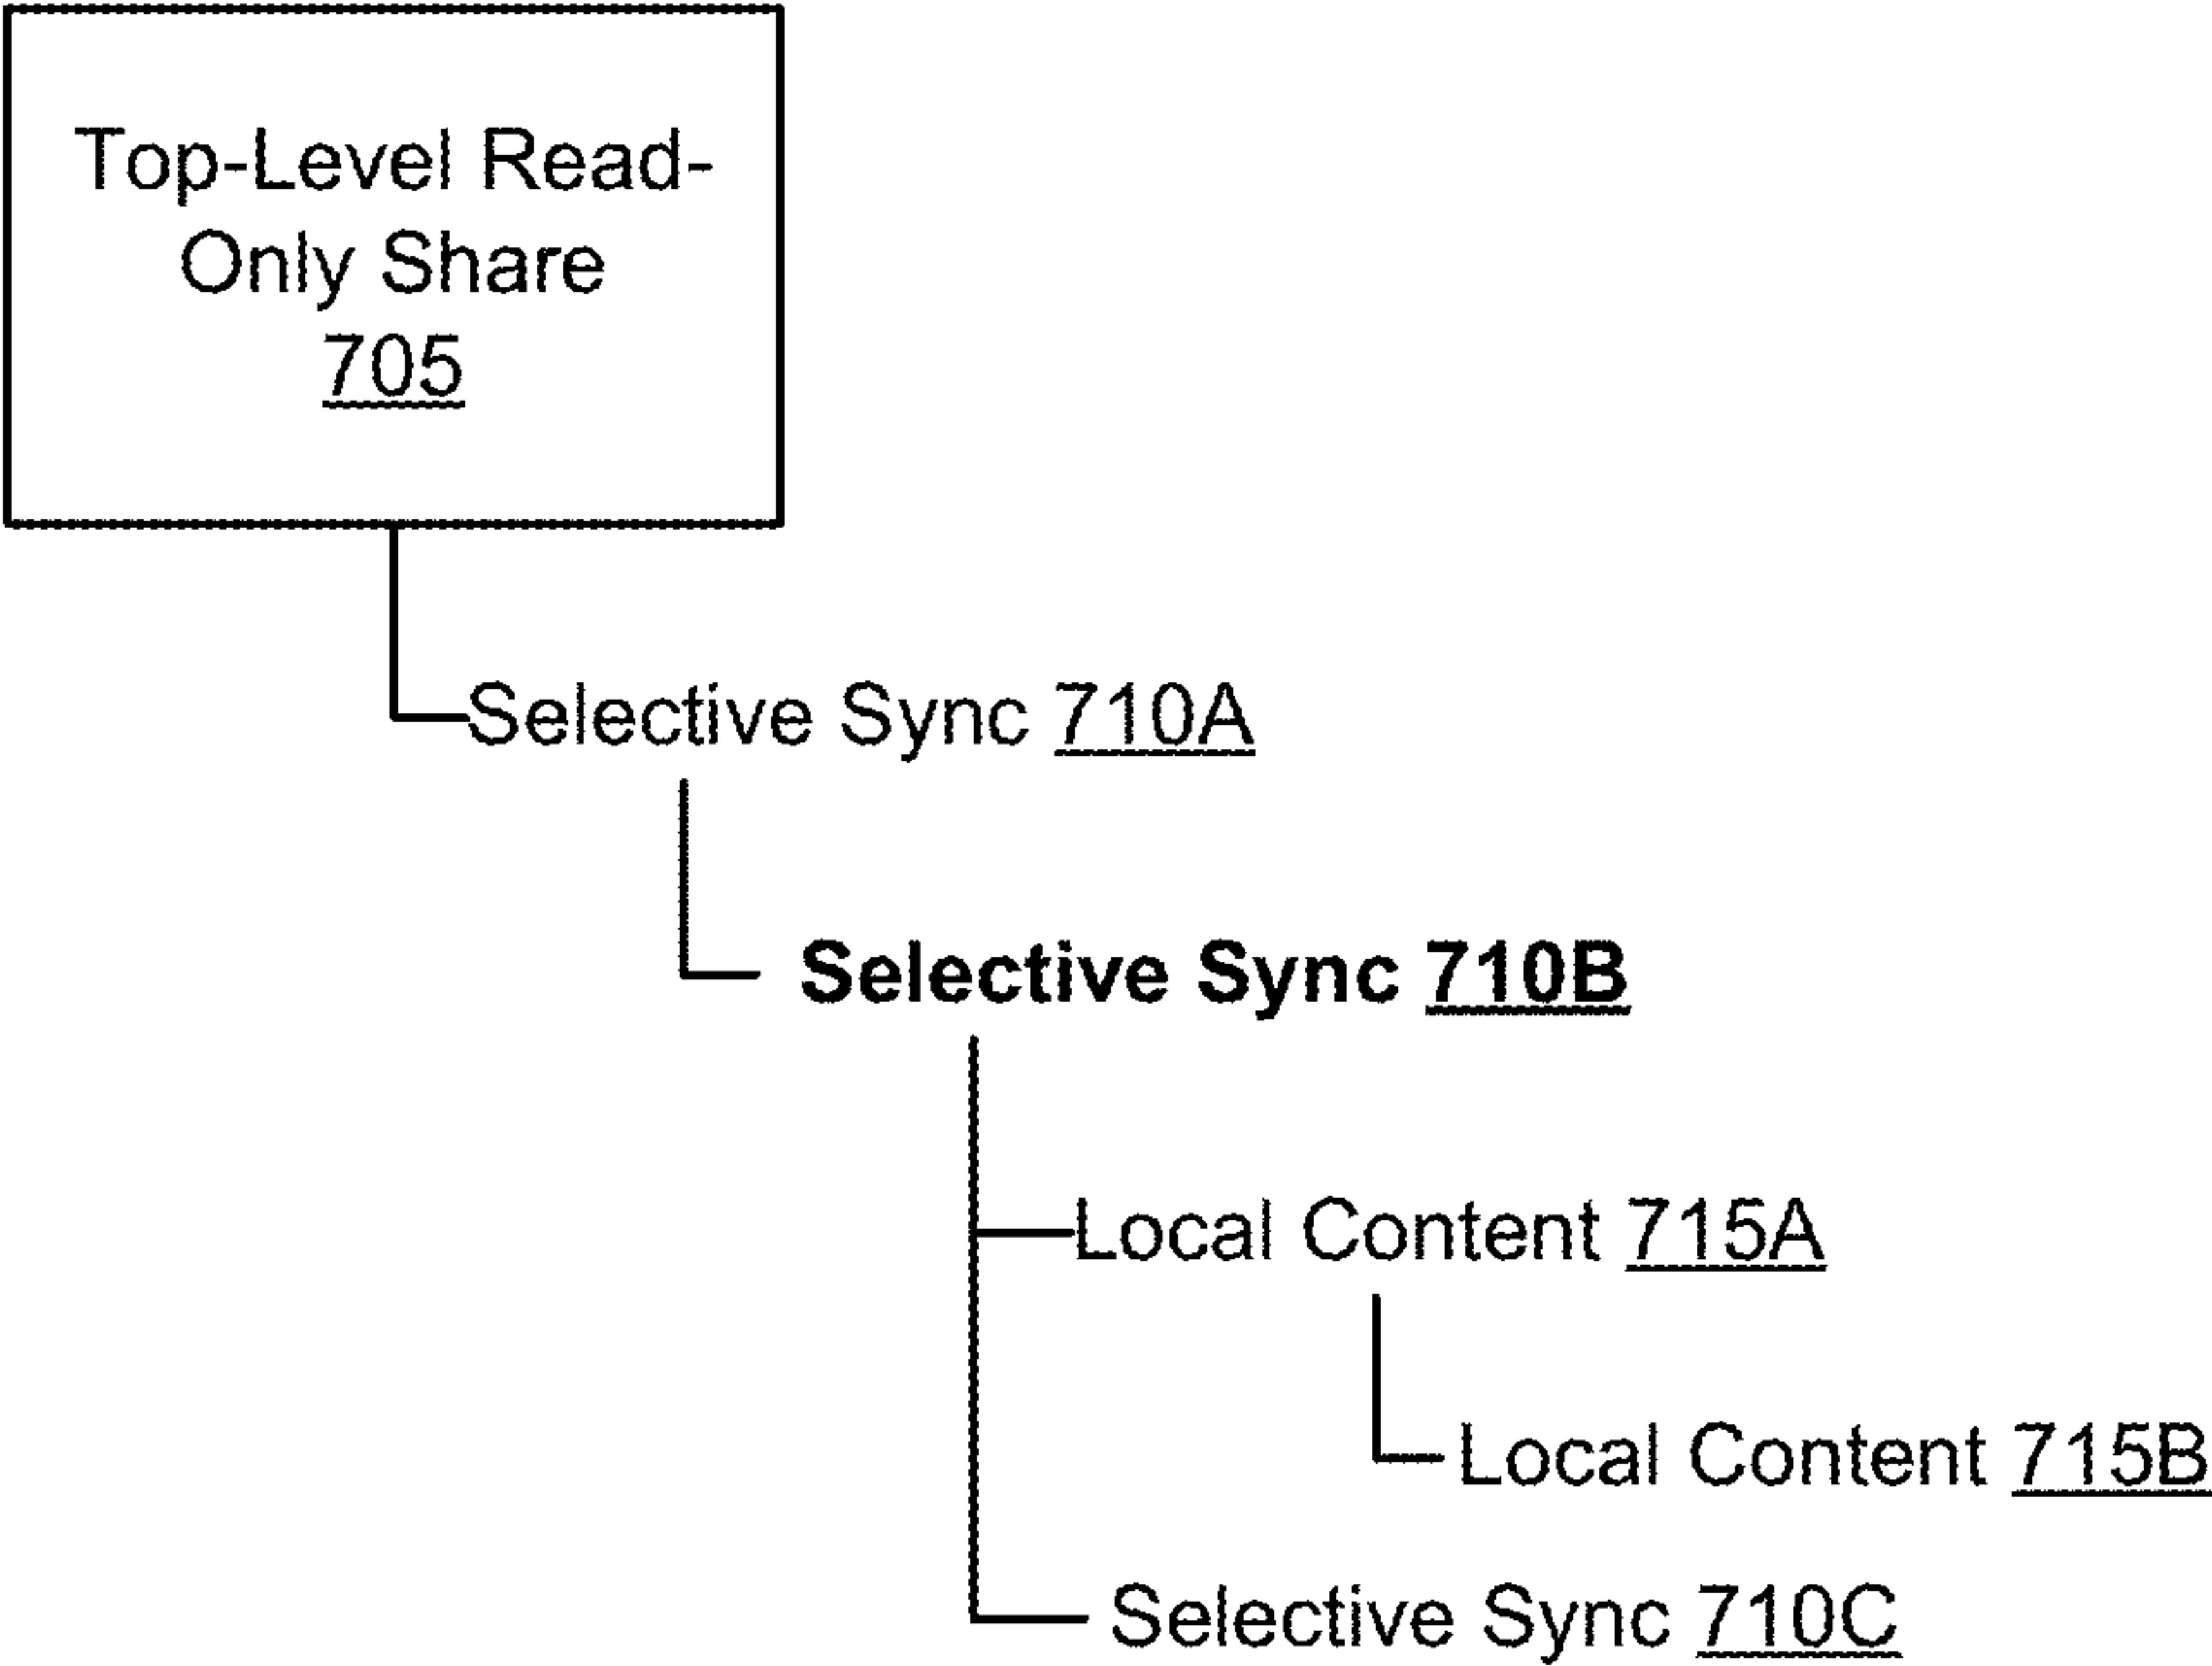 Top-Level Read-
Only Share
705
Selective Sync 710A
Selective Sync 710B
Local Content 715A
Local Content 715B
Selective Sync 710C